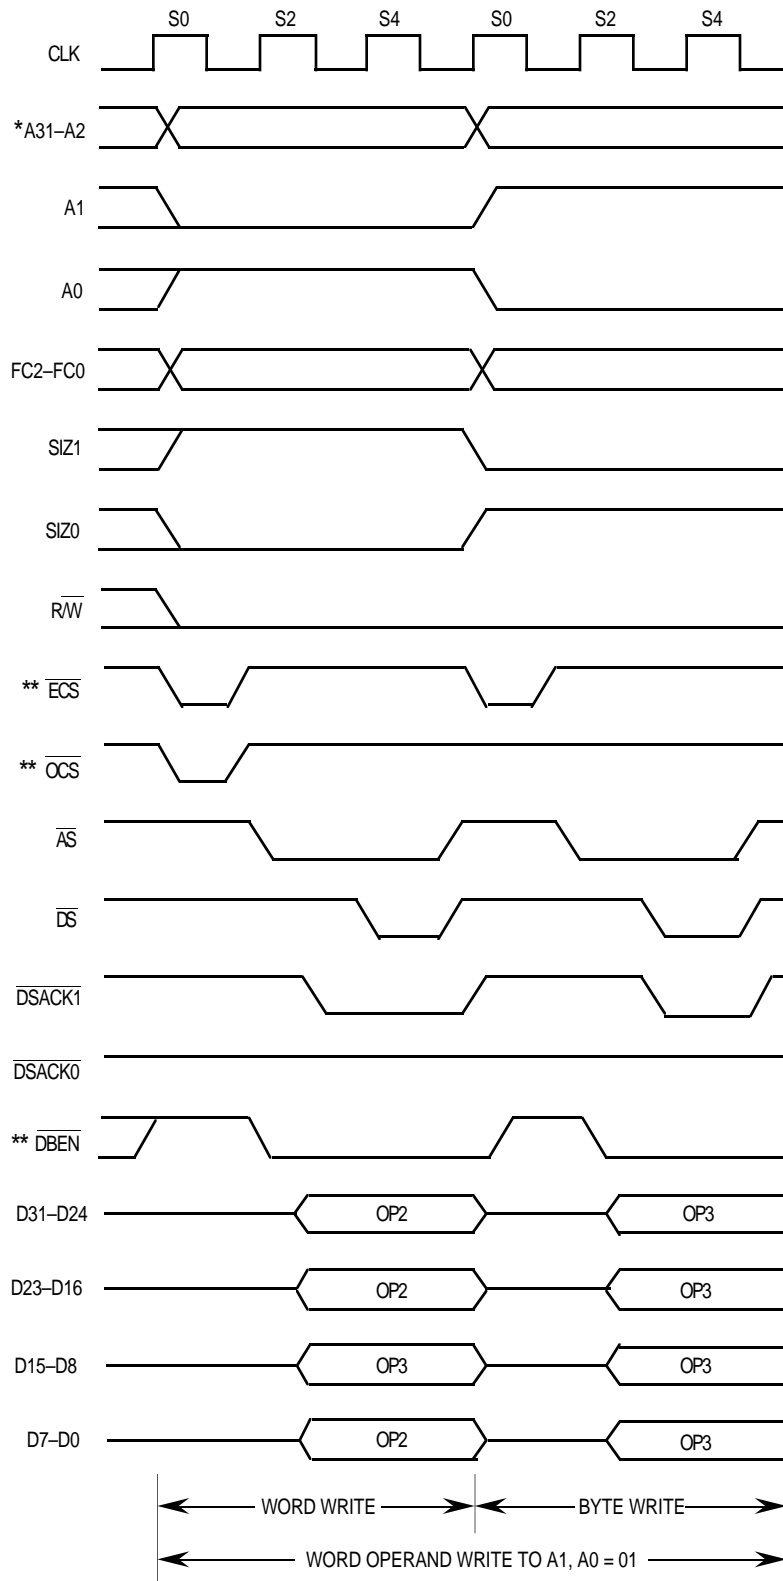 S0 S2 S4 S0 S2 S4
CLK
*A31–A2
A1
A0
FC2–FC0
SIZ1
SIZ0
R/W
** ECS
** OCS
AS
DS
DSACK1
DSACK0
** DBEN
D31–D24 OP2 OP3
D23–D16 OP2 OP3
D15–D8 OP3 OP3
D7–D0 OP2 OP3
WORD WRITE BYTE WRITE
WORD OPERAND WRITE TO A1, A0 = 01